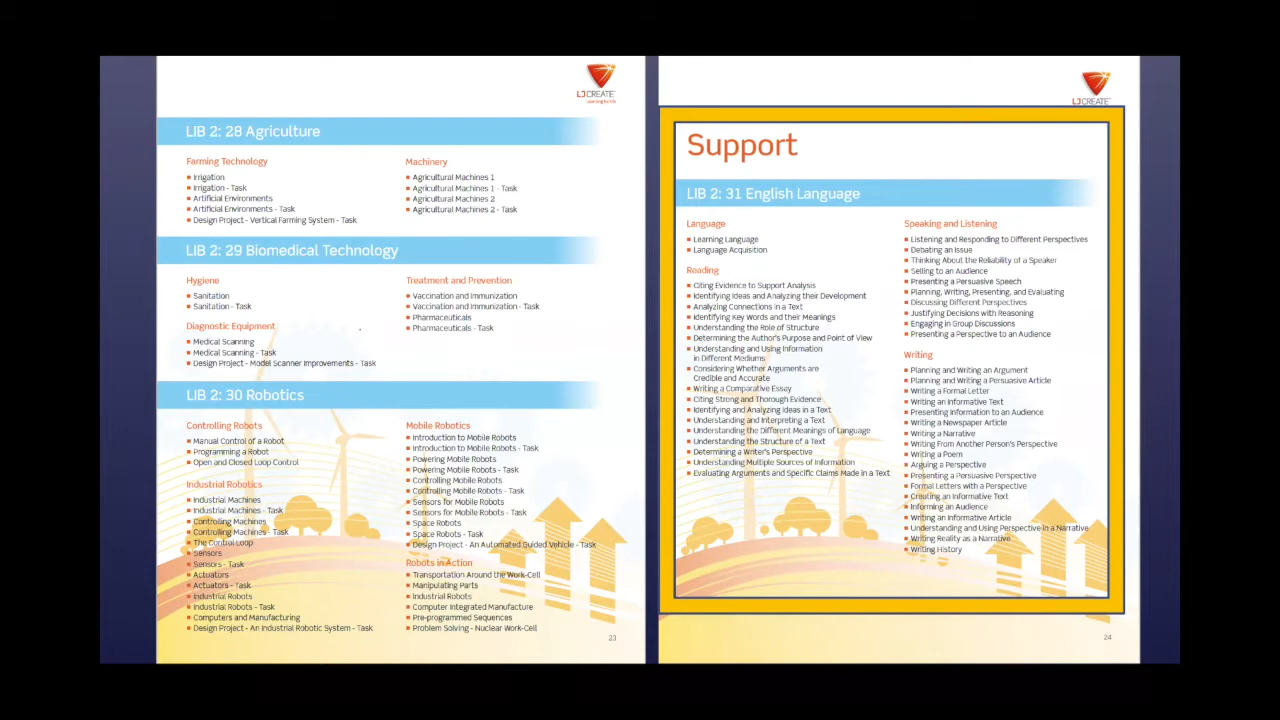 LJ CREATE™
Learning for life
LIB 2: 28 Agriculture
Farming Technology
Irrigation
Irrigation - Task
Artificial Environments
Artificial Environments - Task
Design Project - Vertical Farming System - Task
Machinery
Agricultural Machines 1
Agricultural Machines 1 - Task
Agricultural Machines 2
Agricultural Machines 2 - Task
LIB 2: 29 Biomedical Technology
Hygiene
Sanitation
Sanitation - Task
Diagnostic Equipment
Medical Scanning
Medical Scanning - Task
Design Project - Model Scanner Improvements - Task
Treatment and Prevention
Vaccination and Immunization
Vaccination and Immunization - Task
Pharmaceuticals
Pharmaceuticals - Task
LIB 2: 30 Robotics
Controlling Robots
Manual Control of a Robot
Programming a Robot
Open and Closed Loop Control
Industrial Robotics
Industrial Machines
Industrial Machines - Task
Controlling Machines
Controlling Machines - Task
The Control Loop
Sensors
Sensors - Task
Actuators
Actuators - Task
Industrial Robots
Industrial Robots - Task
Computers and Manufacturing
Design Project - An Industrial Robotic System - Task
Mobile Robotics
Introduction to Mobile Robots
Introduction to Mobile Robots - Task
Powering Mobile Robots
Powering Mobile Robots - Task
Controlling Mobile Robots
Controlling Mobile Robots - Task
Sensors for Mobile Robots
Sensors for Mobile Robots - Task
Space Robots
Space Robots - Task
Design Project - An Automated Guided Vehicle - Task
Robots in Action
Transportation Around the Work-Cell
Manipulating Parts
Industrial Robots
Computer Integrated Manufacture
Pre-programmed Sequences
Problem Solving - Nuclear Work-Cell
23
LJ CREATE™
Support
LIB 2: 31 English Language
Language
Learning Language
Language Acquisition
Reading
Citing Evidence to Support Analysis
Identifying Ideas and Analyzing their Development
Analyzing Connections in a Text
Identifying Key Words and their Meanings
Understanding the Role of Structure
Determining the Author's Purpose and Point of View
Understanding and Using Information
in Different Mediums
Considering Whether Arguments are
Credible and Accurate
Writing a Comparative Essay
Citing Strong and Thorough Evidence
Identifying and Analyzing Ideas in a Text
Understanding and Interpreting a Text
Understanding the Different Meanings of Language
Understanding the Structure of a Text
Determining a Writer's Perspective
Understanding Multiple Sources of Information
Evaluating Arguments and Specific Claims Made in a Text
Speaking and Listening
Listening and Responding to Different Perspectives
Debating an Issue
Thinking About the Reliability of a Speaker
Selling to an Audience
Presenting a Persuasive Speech
Planning, Writing, Presenting, and Evaluating
Discussing Different Perspectives
Justifying Decisions with Reasoning
Engaging in Group Discussions
Presenting a Perspective to an Audience
Writing
Planning and Writing an Argument
Planning and Writing a Persuasive Article
Writing a Formal Letter
Writing an Informative Text
Presenting Information to an Audience
Writing a Newspaper Article
Writing a Narrative
Writing From Another Person's Perspective
Writing a Poem
Arguing a Perspective
Presenting a Persuasive Perspective
Formal Letters with a Perspective
Creating an Informative Text
Informing an Audience
Writing an Informative Article
Understanding and Using Perspective in a Narrative
Writing Reality as a Narrative
Writing History
24